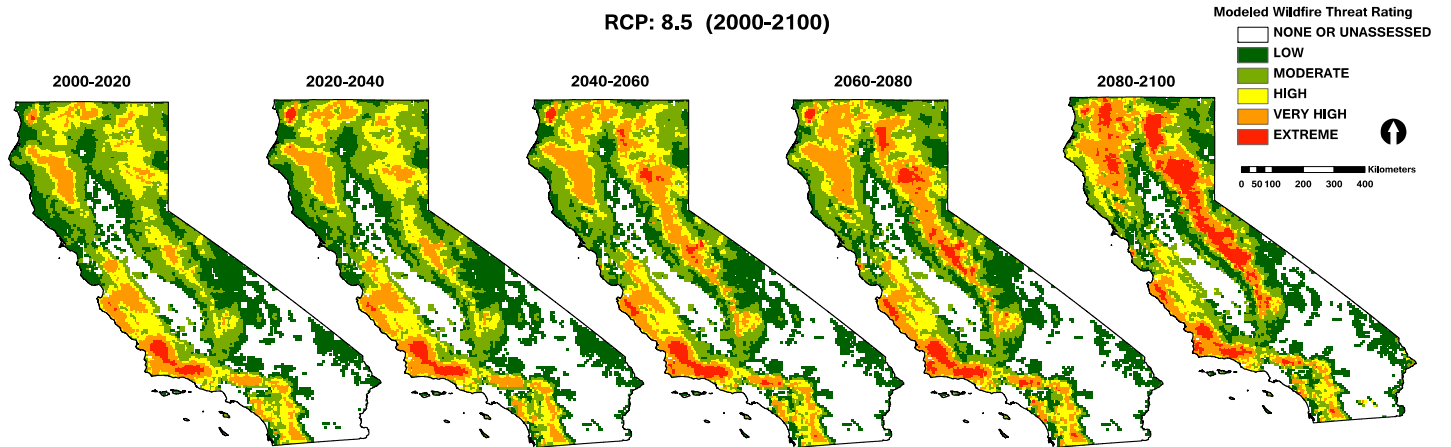 RCP: 8.5 (2000-2100)
Modeled Wildfire Threat Rating
NONE OR UNASSESSED
LOW
MODERATE
HIGH
VERY HIGH
EXTREME
Kilometers
0 50 100 200 300 400
2000-2020
2020-2040
2040-2060
2060-2080
2080-2100